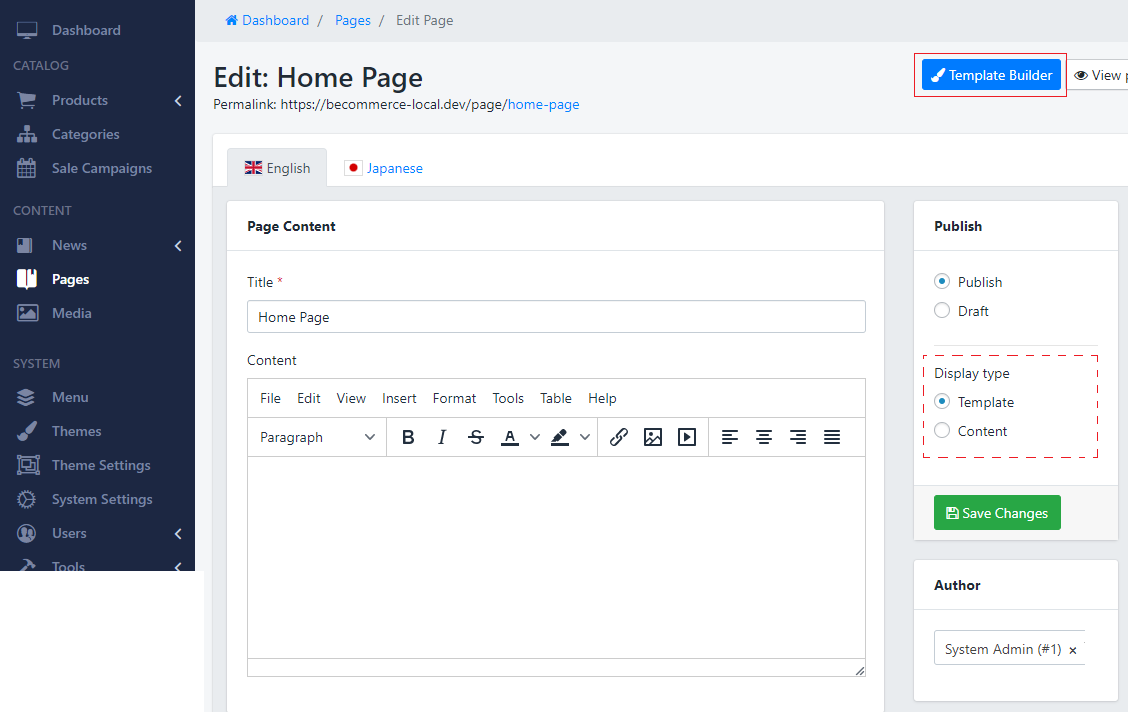 Dashboard
CATALOG
Products
Categories
Sale Campaigns
CONTENT
News
Pages
Media
SYSTEM
Menu
Themes
Theme Settings
System Settings
Users
Tools
Dashboard / Pages / Edit Page
Edit: Home Page
Permalink: https://becommerce-local.dev/page/home-page
Template Builder
View p
English
Japanese
Page Content
Title *
Home Page
Content
File Edit View Insert Format Tools Table Help
Paragraph
Publish
Publish
Draft
Display type
Template
Content
Save Changes
Author
System Admin (#1) ×